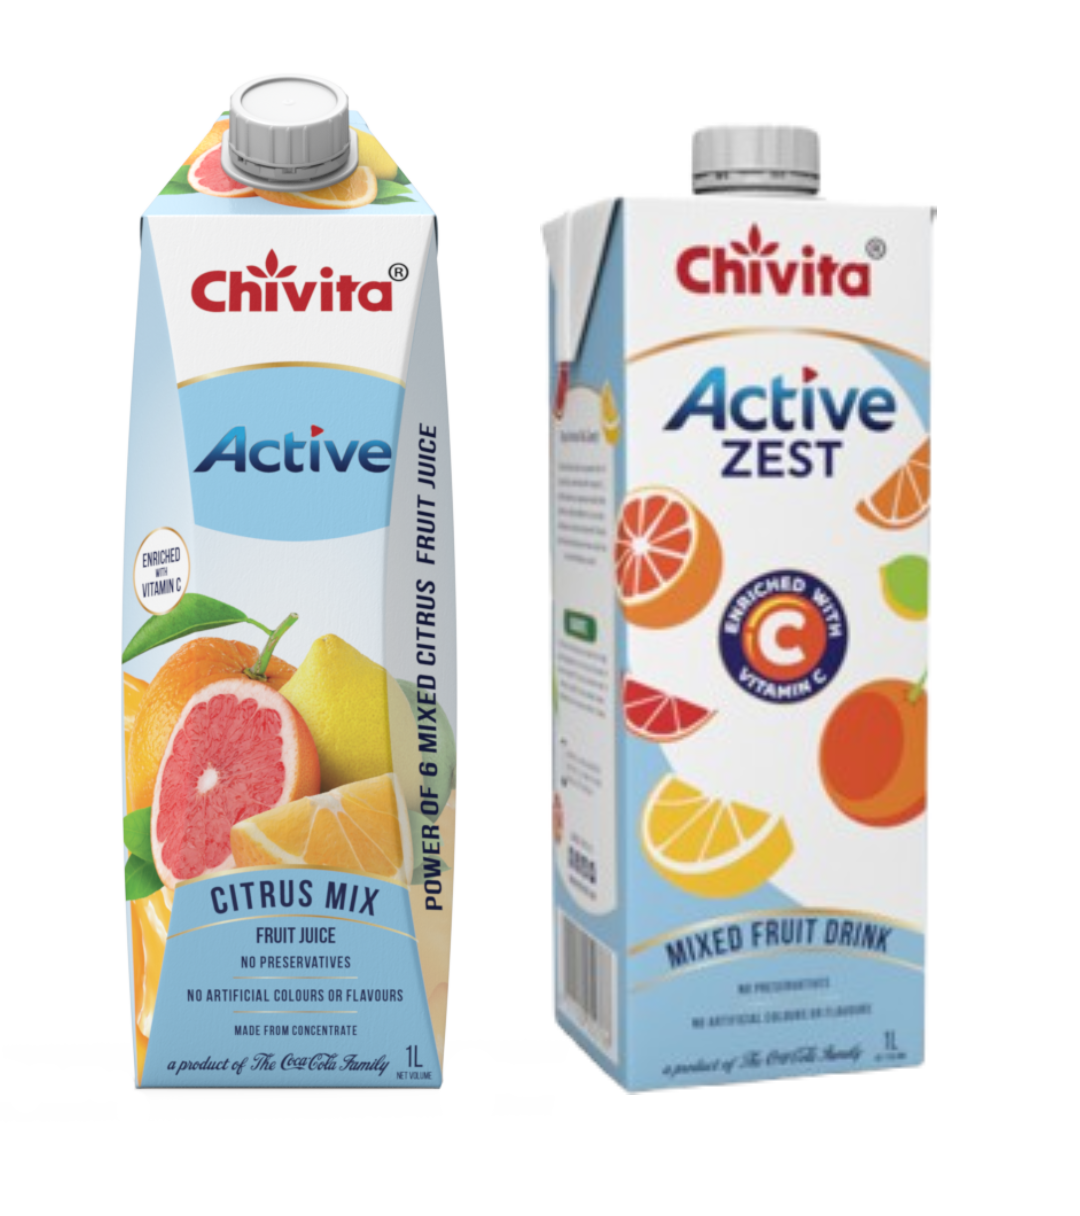 Chivita®
Active
ENRICHED
WITH
VITAMIN C
POWER OF 6 MIXED CITRUS FRUIT JUICE
CITRUS MIX
FRUIT JUICE
NO PRESERVATIVES
NO ARTIFICIAL COLOURS OR FLAVOURS
MADE FROM CONCENTRATE
a product of The Coca-Cola Family
1L
NET VOLUME
Chivita®
Active
ZEST
ENRICHED WITH
C
VITAMIN C
MIXED FRUIT DRINK
NO PRESERVATIVES
NO ARTIFICIAL COLOURS OR FLAVOURS
a product of The Coca-Cola Family
1L